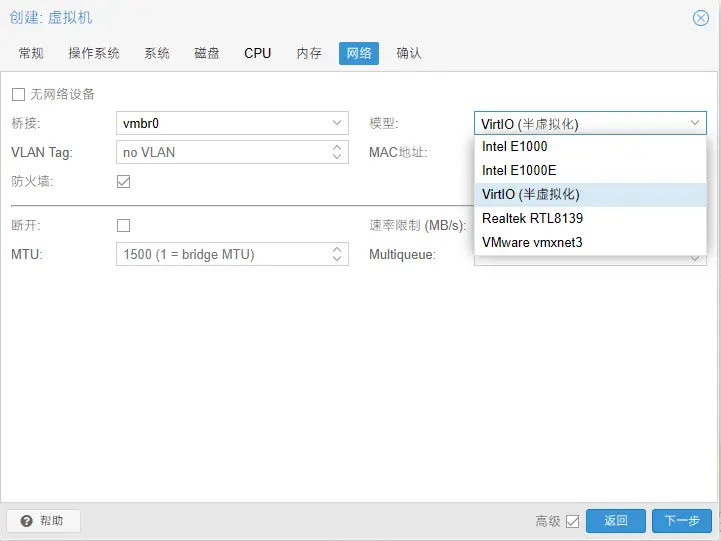 创建: 虚拟机
常规 操作系统 系统 磁盘 CPU 内存 网络 确认
无网络设备
桥接: vmbr0 模型: VirtIO (半虚拟化)
VLAN Tag: no VLAN MAC地址: Intel E1000
Intel E1000E
防火墙: VirtIO (半虚拟化)
断开: 速率限制 (MB/s): Realtek RTL8139
MTU: 1500 (1 = bridge MTU) Multiqueue: VMware vmxnet3
帮助 高级 返回 下一步